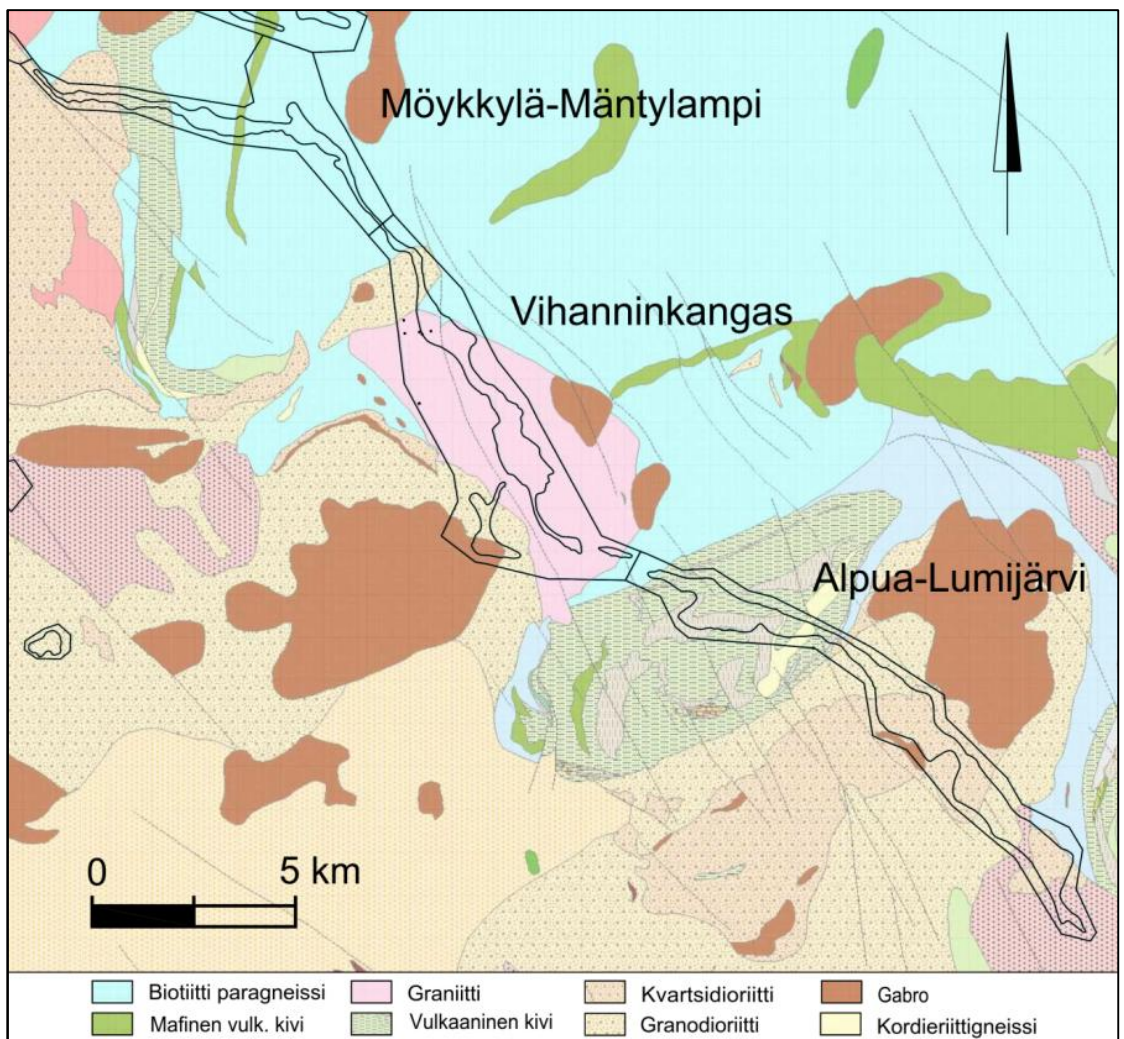 Möykkylä-Mäntylampi
Vihanninkangas
Alpua-Lumijärvi
0 5 km
Biotiitti paragneissi Graniitti Kvartsidioriitti Gabro
Mafinen vulk. kivi Vulkaaninen kivi Granodioriitti Kordieriittigneissi